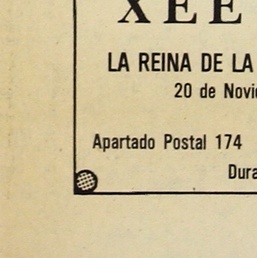 XEE
LA REINA DE LA
20 de Novi
Apartado Postal 174
Dura